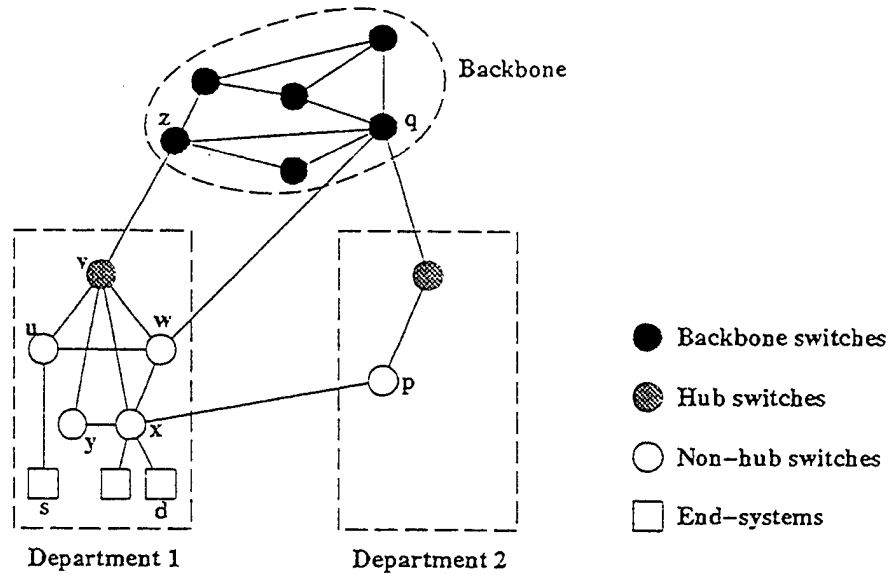 Backbone
z
q
v
u
w
y
x
p
s
d
Department 1
Department 2
Backbone switches
Hub switches
Non-hub switches
End-systems